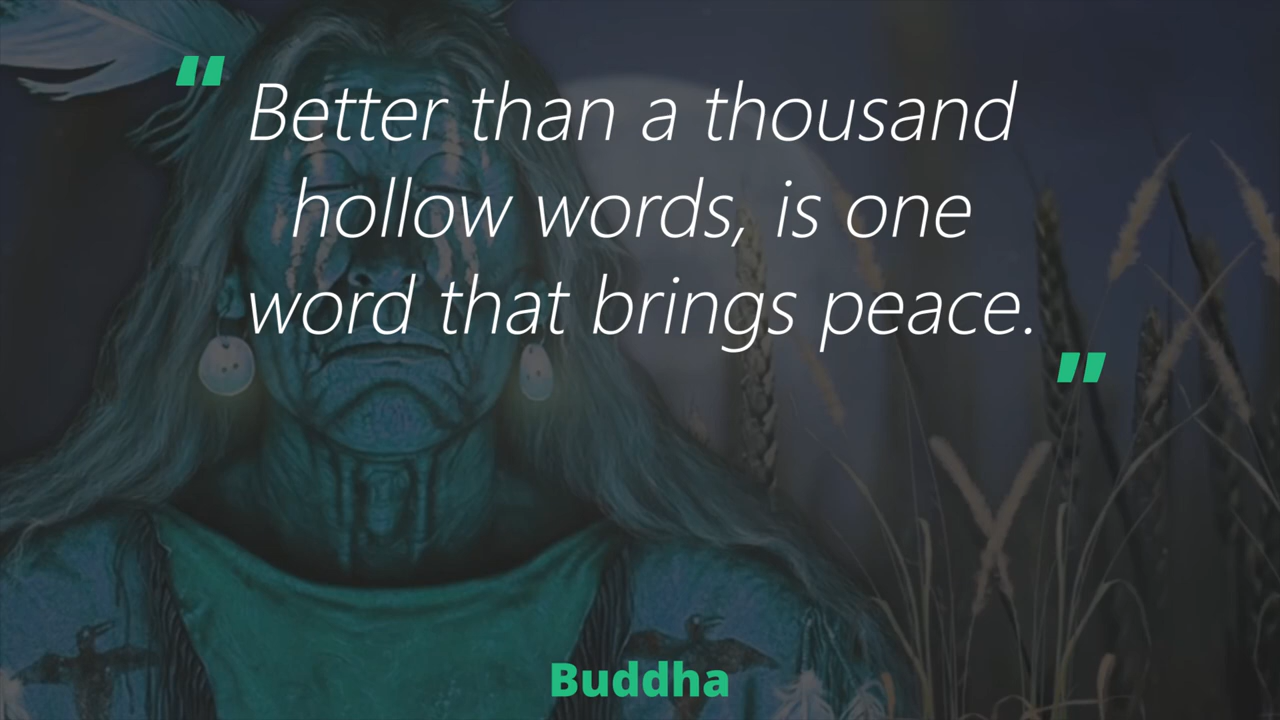 " Better than a thousand
hollow words, is one
word that brings peace. "
Buddha